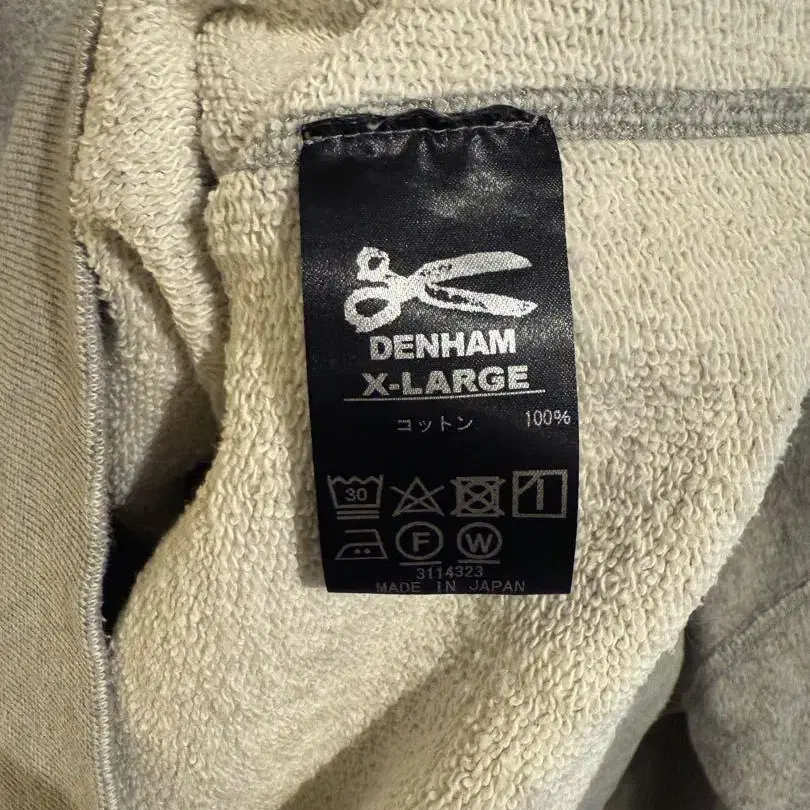 DENHAM
X-LARGE
コットン 100%
30
F W
3114323
MADE IN JAPAN